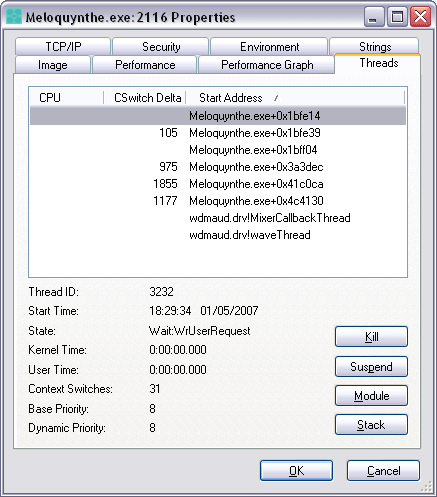 Meloquynthe.exe: 2116 Properties
TCP/IP Security Environment Strings
Image Performance Performance Graph Threads
CPU CSwitch Delta Start Address
Meloquynthe.exe+0x1bfe14
105 Meloquynthe.exe+0x1bfe39
Meloquynthe.exe+0x1bff04
975 Meloquynthe.exe+0x3a3dec
1855 Meloquynthe.exe+0x41c0ca
1177 Meloquynthe.exe+0x4c4130
wdmaud.drv!MixerCallbackThread
wdmaud.drv!waveThread
Thread ID: 3232
Start Time: 18:29:34 01/05/2007
State: Wait:WrUserRequest
Kernel Time: 0:00:00.000
User Time: 0:00:00.000
Context Switches: 31
Base Priority: 8
Dynamic Priority: 8
Kill
Suspend
Module
Stack
OK Cancel